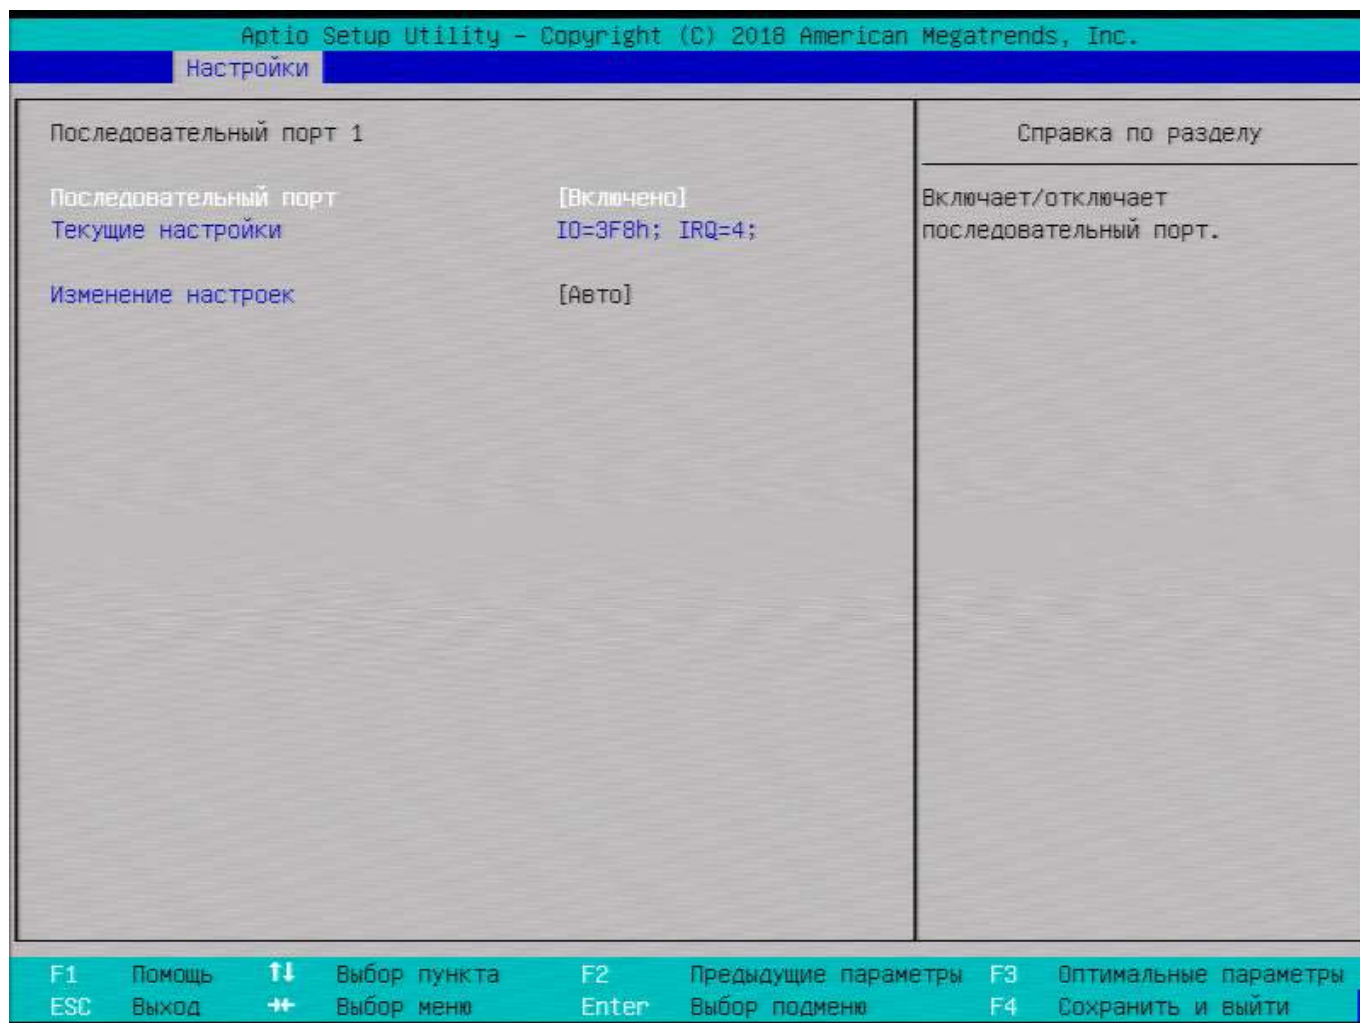 Aptio Setup Utility – Copyright (C) 2018 American Megatrends, Inc.
Настройки
Последовательный порт 1
Последовательный порт [Включено]
Текущие настройки IO=3F8h; IRQ=4;
Изменение настроек [Авто]
Справка по разделу
Включает/отключает
последовательный порт.
F1 Помощь ↑↓ Выбор пункта F2 Предыдущие параметры F3 Оптимальные параметры
ESC Выход →← Выбор меню Enter Выбор подменю F4 Сохранить и выйти